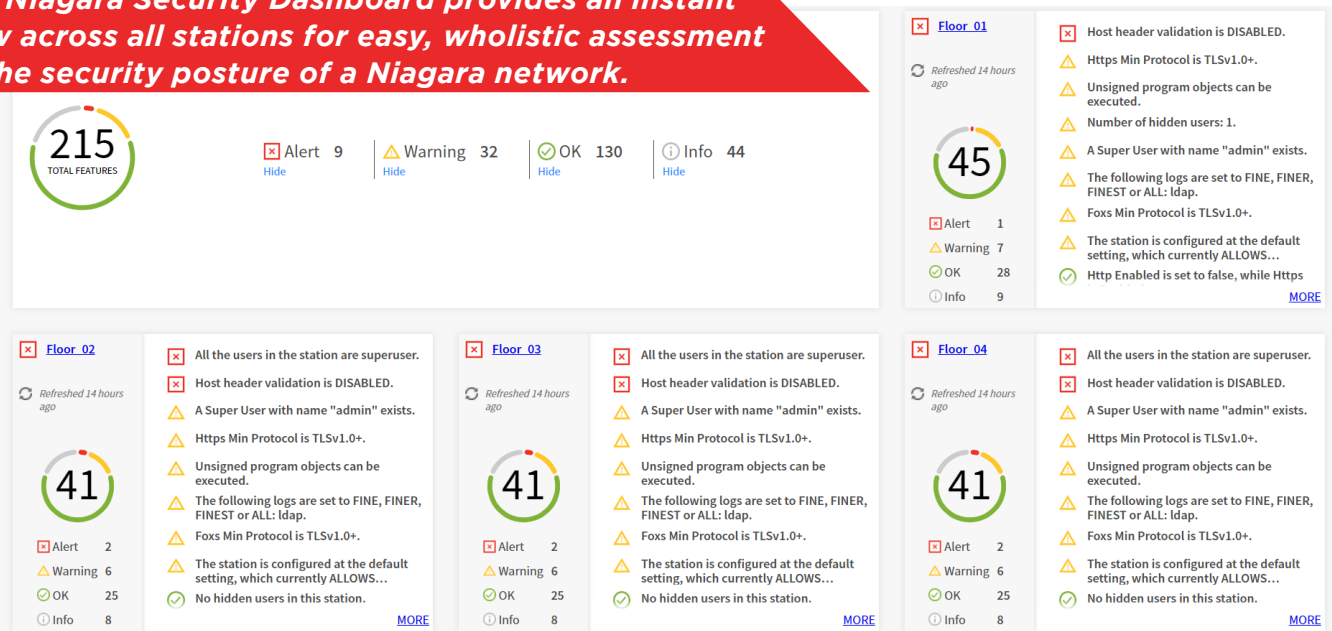 Niagara Security Dashboard provides an instant
across all stations for easy, wholistic assessment
the security posture of a Niagara network.
215
TOTAL FEATURES
Alert 9
Hide
Warning 32
Hide
OK 130
Hide
Info 44
Hide
Floor_01
Refreshed 14 hours
ago
45
Alert 1
Warning 7
OK 28
Info 9
Host header validation is DISABLED.
Https Min Protocol is TLSv1.0+.
Unsigned program objects can be
executed.
Number of hidden users: 1.
A Super User with name "admin" exists.
The following logs are set to FINE, FINER,
FINEST or ALL: ldap.
Foxs Min Protocol is TLSv1.0+.
The station is configured at the default
setting, which currently ALLOWS...
Http Enabled is set to false, while Https
MORE
Floor_02
Refreshed 14 hours
ago
41
Alert 2
Warning 6
OK 25
Info 8
All the users in the station are superuser.
Host header validation is DISABLED.
A Super User with name "admin" exists.
Https Min Protocol is TLSv1.0+.
Unsigned program objects can be
executed.
The following logs are set to FINE, FINER,
FINEST or ALL: ldap.
Foxs Min Protocol is TLSv1.0+.
The station is configured at the default
setting, which currently ALLOWS...
No hidden users in this station.
MORE
Floor_03
Refreshed 14 hours
ago
41
Alert 2
Warning 6
OK 25
Info 8
All the users in the station are superuser.
Host header validation is DISABLED.
A Super User with name "admin" exists.
Https Min Protocol is TLSv1.0+.
Unsigned program objects can be
executed.
The following logs are set to FINE, FINER,
FINEST or ALL: ldap.
Foxs Min Protocol is TLSv1.0+.
The station is configured at the default
setting, which currently ALLOWS...
No hidden users in this station.
MORE
Floor_04
Refreshed 14 hours
ago
41
Alert 2
Warning 6
OK 25
Info 8
All the users in the station are superuser.
Host header validation is DISABLED.
A Super User with name "admin" exists.
Https Min Protocol is TLSv1.0+.
Unsigned program objects can be
executed.
The following logs are set to FINE, FINER,
FINEST or ALL: ldap.
Foxs Min Protocol is TLSv1.0+.
The station is configured at the default
setting, which currently ALLOWS...
No hidden users in this station.
MORE